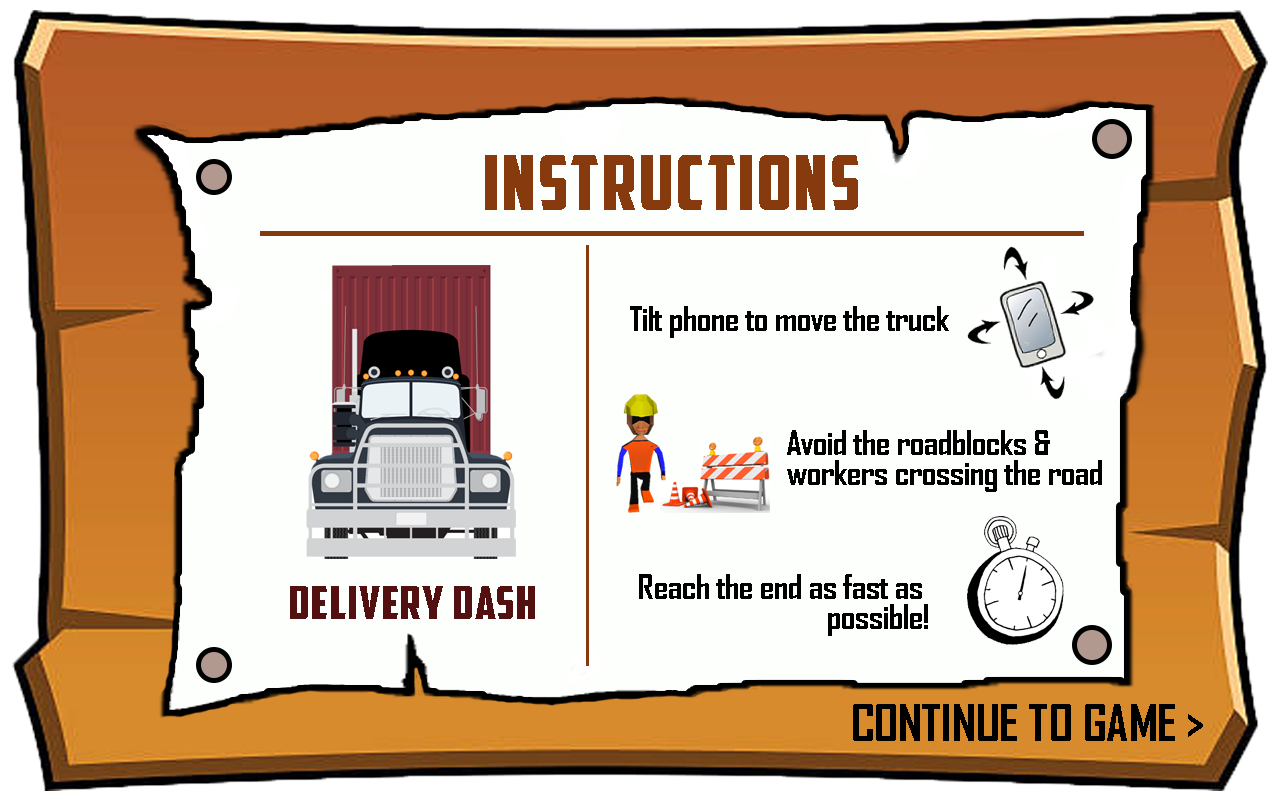 INSTRUCTIONS
Tilt phone to move the truck
Avoid the roadblocks &
workers crossing the road
Reach the end as fast as
possible!
DELIVERY DASH
CONTINUE TO GAME >